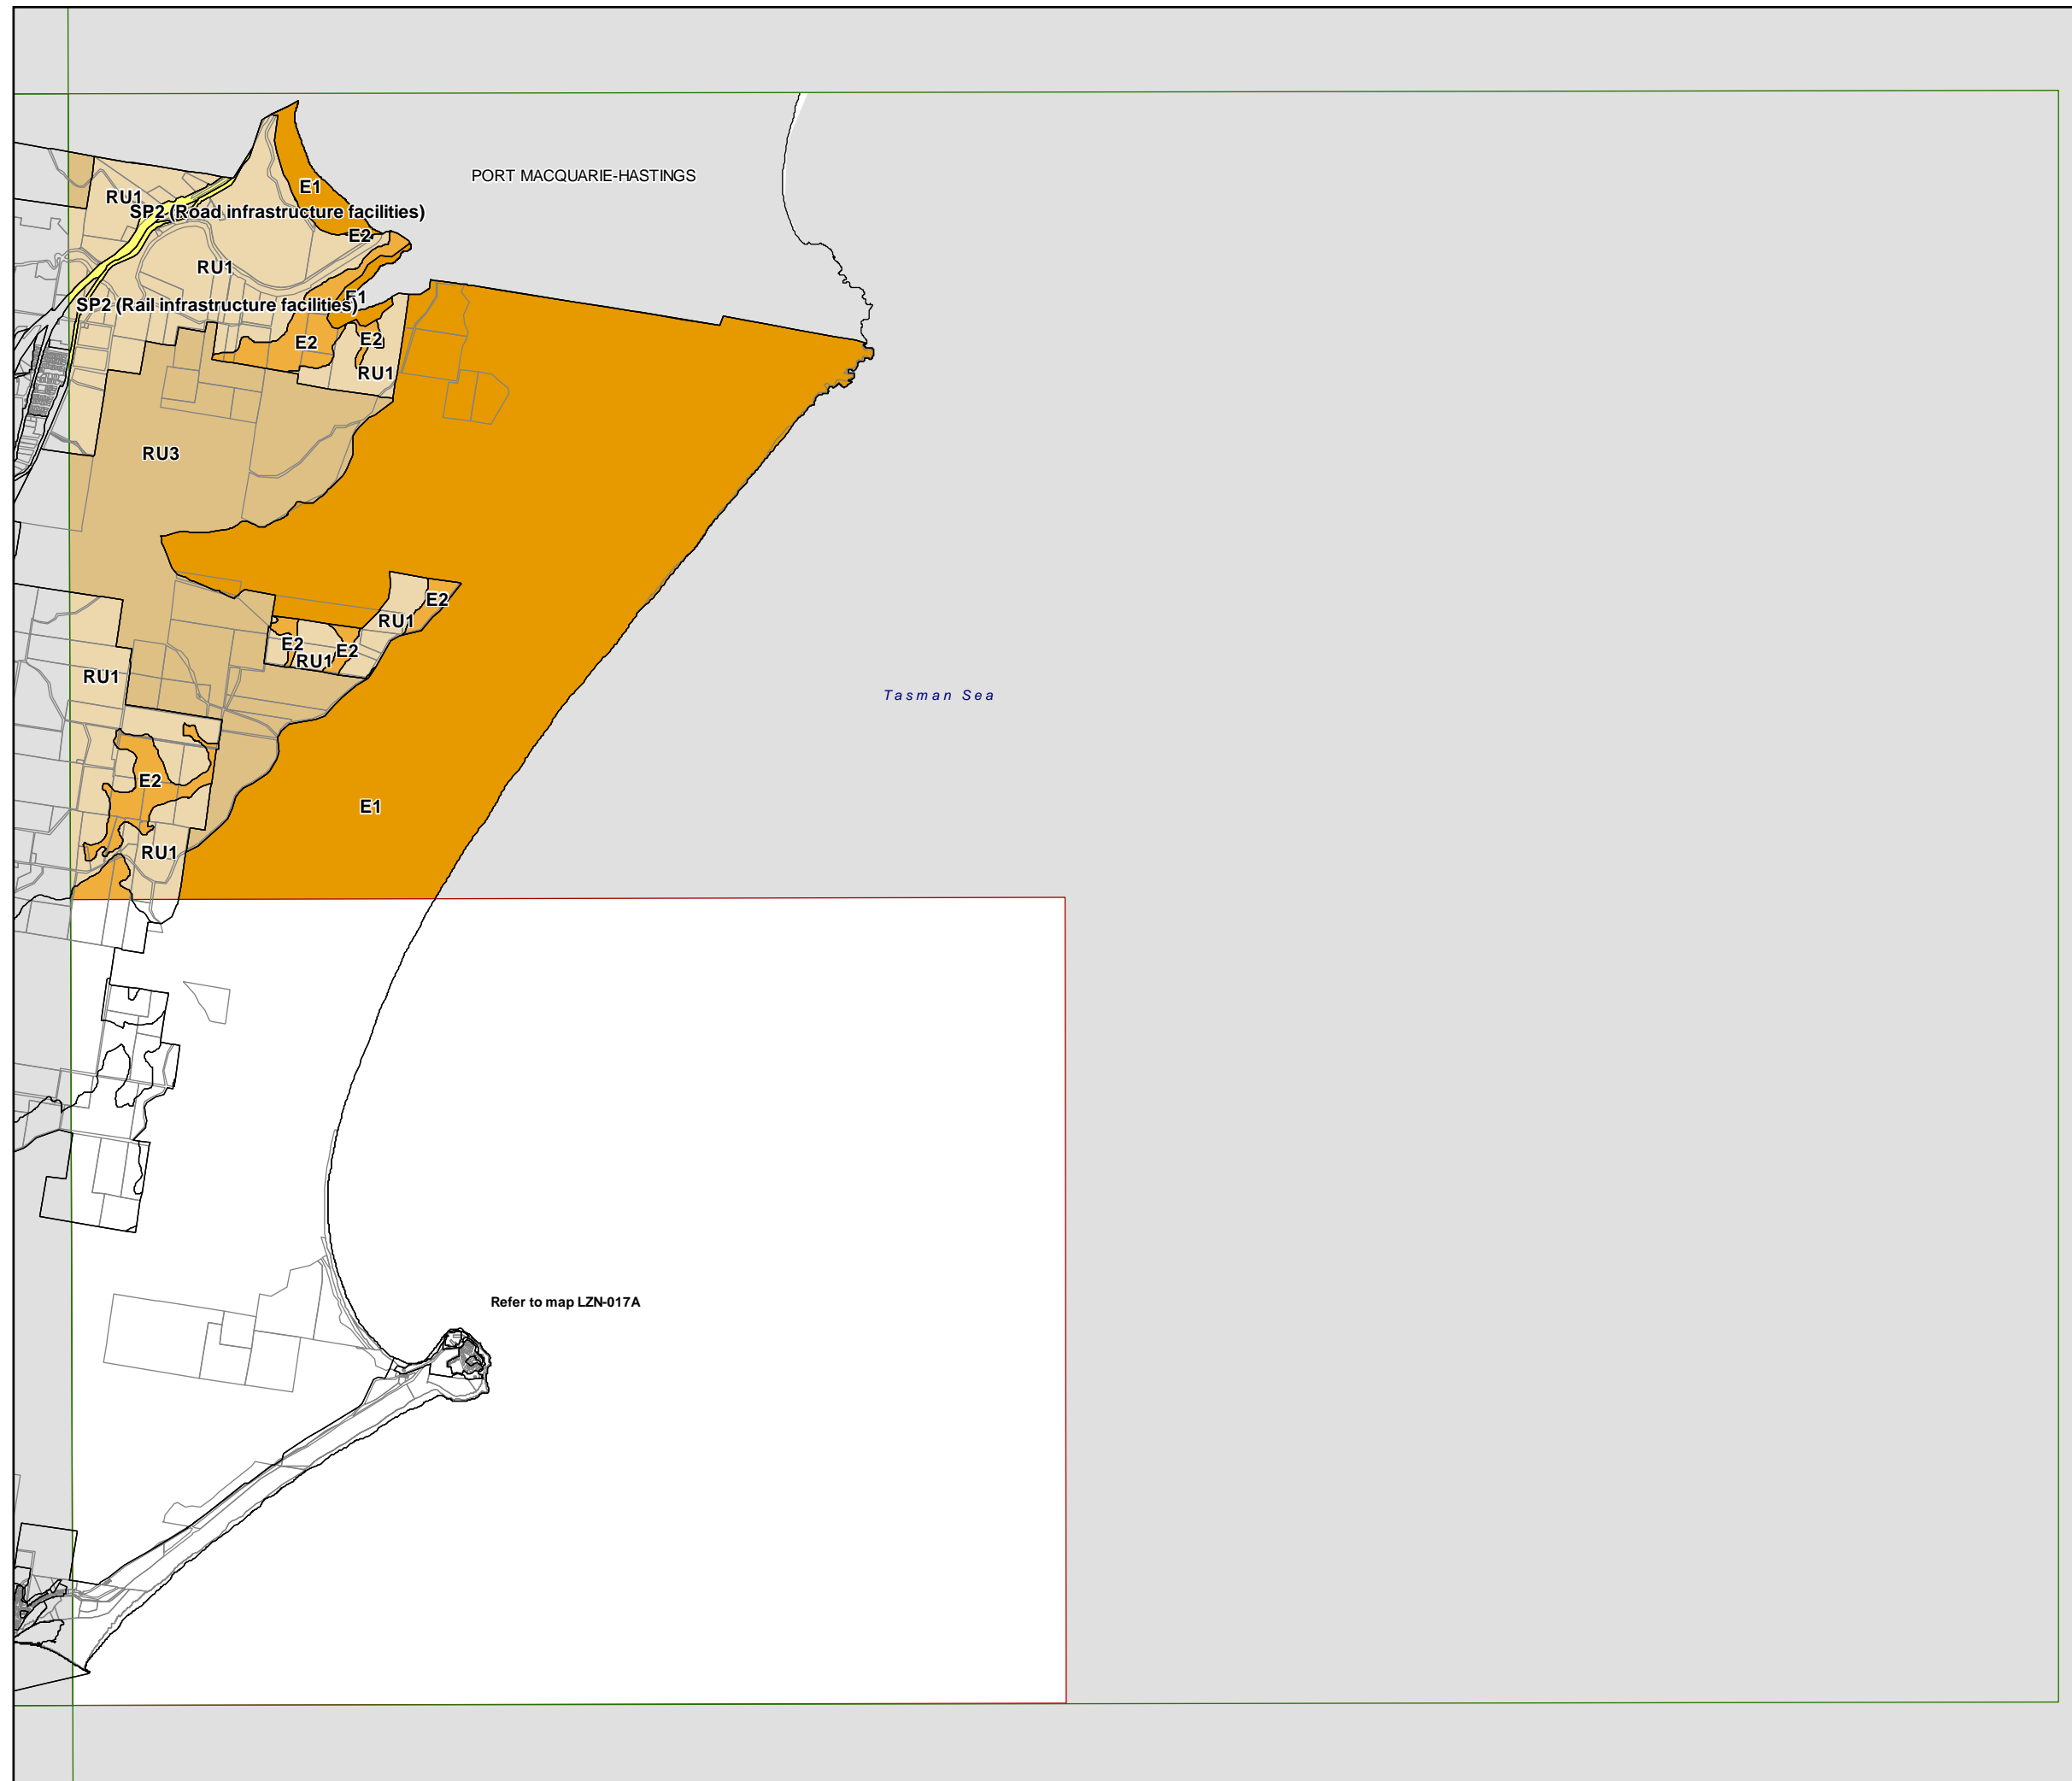 PORT MACQUARIE-HASTINGS
E1
RU1
SP2 (Road infrastructure facilities)
E2
RU1
E1
SP2 (Rail infrastructure facilities)
E2
E2
RU1
RU3
E2
RU1
E2
E2
RU1
RU1
Tasman Sea
E2
E1
RU1
Refer to map LZN-017A